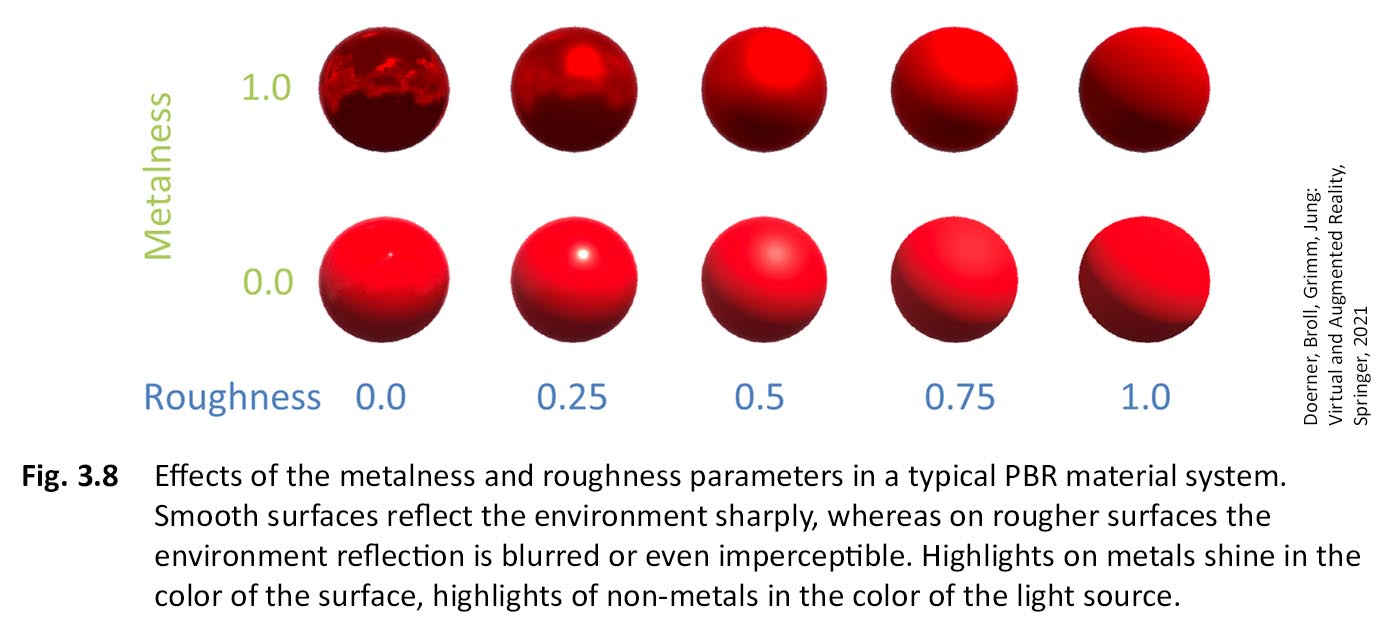 Metalness
1.0
0.0
Roughness 0.0 0.25 0.5 0.75 1.0
Doerner, Broll, Grimm, Jung:
Virtual and Augmented Reality,
Springer, 2021
Fig. 3.8 Effects of the metalness and roughness parameters in a typical PBR material system.
Smooth surfaces reflect the environment sharply, whereas on rougher surfaces the
environment reflection is blurred or even imperceptible. Highlights on metals shine in the
color of the surface, highlights of non-metals in the color of the light source.